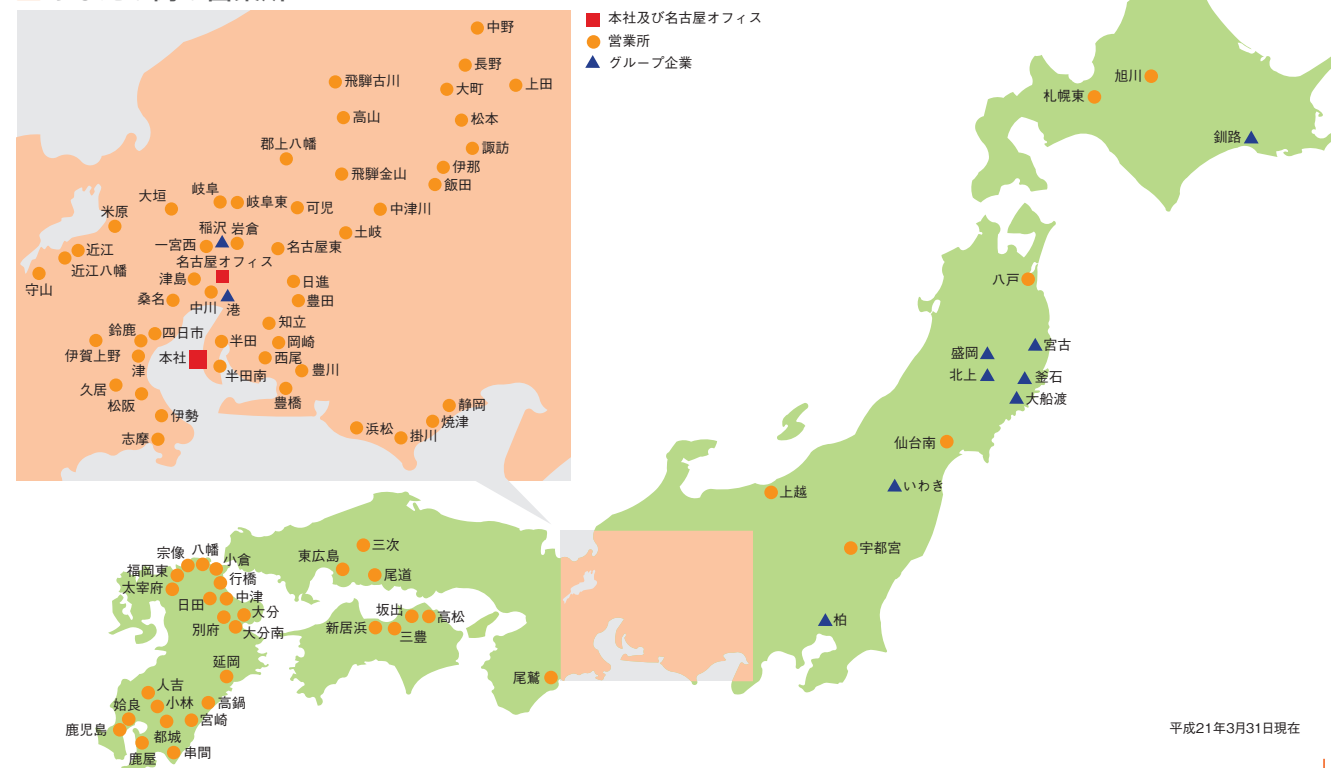 本社及び名古屋オフィス
営業所
グループ企業
中野
長野
飛騨古川
大町
上田
高山
松本
郡上八幡
諏訪
伊那
飛騨金山
飯田
岐阜
大垣
岐阜東
可児
中津川
米原
稲沢
岩倉
土岐
一宮西
名古屋東
近江
名古屋オフィス
近江八幡
津島
日進
守山
桑名
中川
港
豊田
知立
鈴鹿
四日市
半田
岡崎
伊賀上野
津
本社
西尾
半田南
豊川
久居
豊橋
松阪
伊勢
静岡
焼津
浜松
掛川
志摩
旭川
札幌東
釧路
八戸
宮古
盛岡
北上
釜石
大船渡
仙台南
いわき
上越
宇都宮
柏
三次
東広島
尾道
宗像
八幡
小倉
福岡東
行橋
太宰府
日田
中津
大分
別府
大分南
坂出
高松
新居浜
三豊
尾鷲
延岡
人吉
姶良
小林
高鍋
鹿児島
宮崎
都城
鹿屋
串間
平成21年3月31日現在